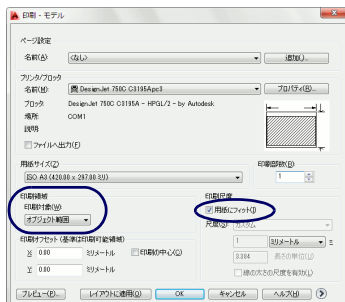 印刷 - モデル
ページ設定
名前(A): <なし> 追加()...
プリンタ/プロッタ
名前(M): DesignJet 750C C3195A.pc3 プロパティ(R)...
プロッタ: DesignJet 750C C3195A - HPGL/2 - by Autodesk
場所: COM1
説明:
ファイルへ出力(F)
用紙サイズ(Z)
ISO A3 (420.00 x 297.00 ミリ)
印刷部数(B)
1
印刷領域
印刷対象(W):
オブジェクト範囲
印刷尺度
用紙にフィット(I)
尺度(S): カスタム
1 ミリメートル =
長さの単位(U)
線の太さの尺度を有効(L)
印刷オフセット (基準は印刷可能領域)
X: 0.00 ミリメートル 印刷の中心(C)
Y: 0.00 ミリメートル
プレビュー(P)... レイアウトに適用(O) OK キャンセル ヘルプ(H)